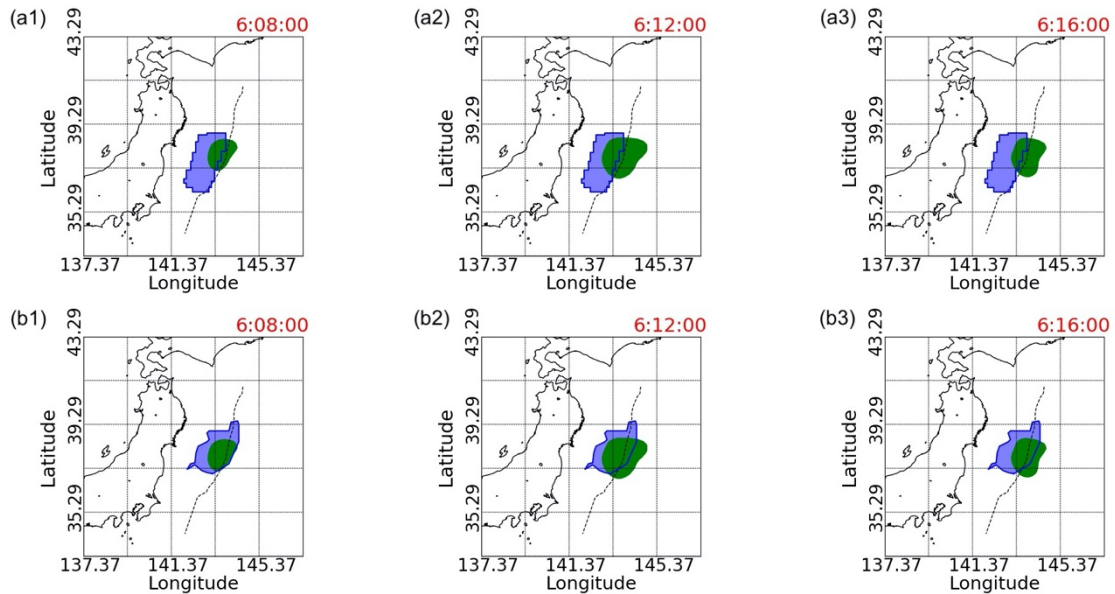 (a1) 6:08:00
43.29
39.29
35.29
Latitude
137.37 141.37 145.37
Longitude
(a2) 6:12:00
43.29
39.29
35.29
Latitude
137.37 141.37 145.37
Longitude
(a3) 6:16:00
43.29
39.29
35.29
Latitude
137.37 141.37 145.37
Longitude
(b1) 6:08:00
43.29
39.29
35.29
Latitude
137.37 141.37 145.37
Longitude
(b2) 6:12:00
43.29
39.29
35.29
Latitude
137.37 141.37 145.37
Longitude
(b3) 6:16:00
43.29
39.29
35.29
Latitude
137.37 141.37 145.37
Longitude